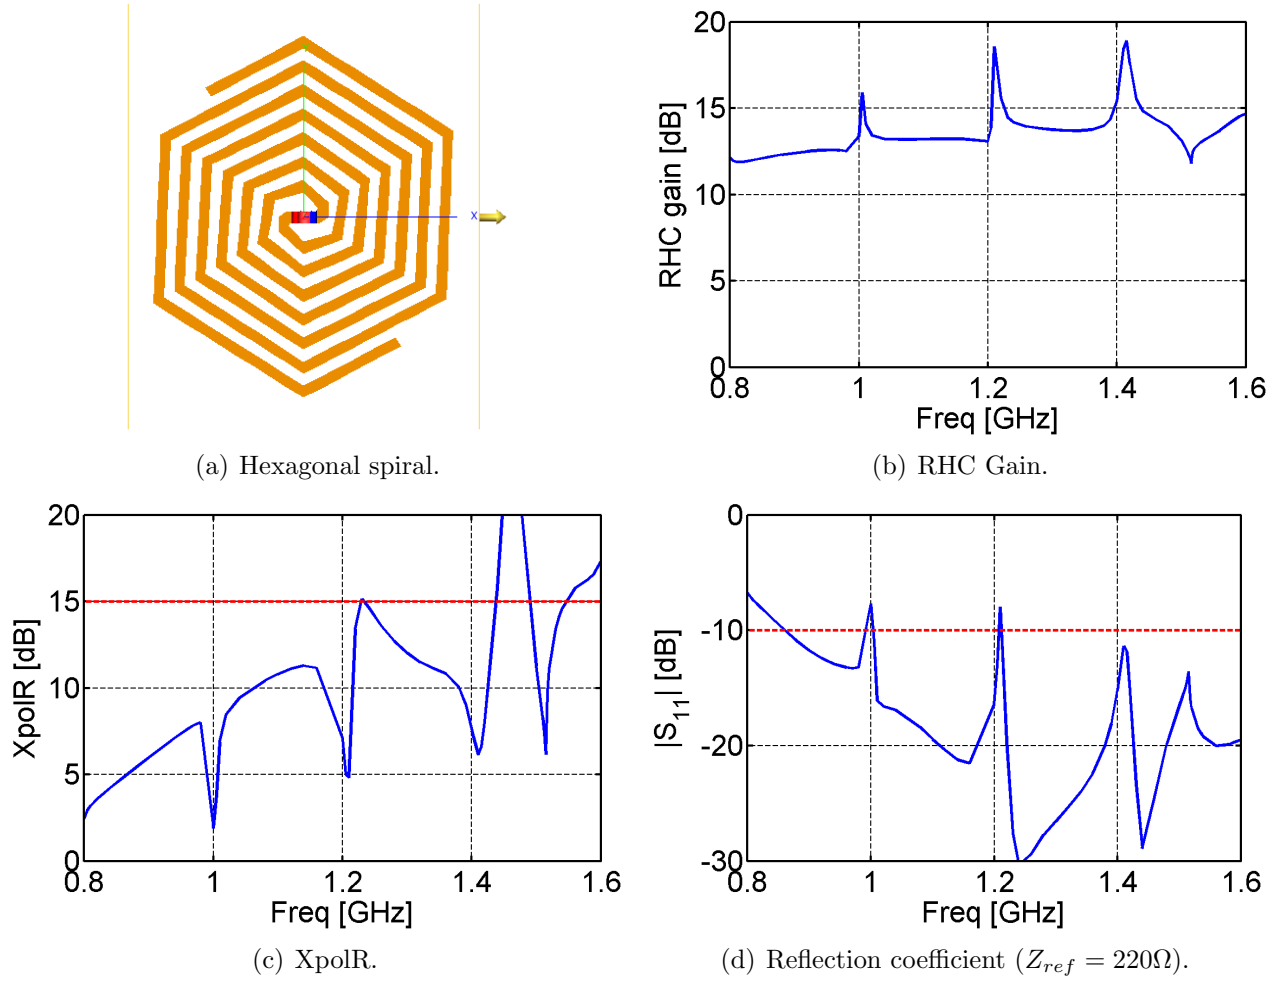 X
(a) Hexagonal spiral.
20
15
10
5
0
RHC gain [dB]
0.8 1 1.2 1.4 1.6
Freq [GHz]
(b) RHC Gain.
20
15
10
5
0
XpolR [dB]
0.8 1 1.2 1.4 1.6
Freq [GHz]
(c) XpolR.
0
-10
-20
-30
|S11| [dB]
0.8 1 1.2 1.4 1.6
Freq [GHz]
(d) Reflection coefficient (Zref = 220Ω).